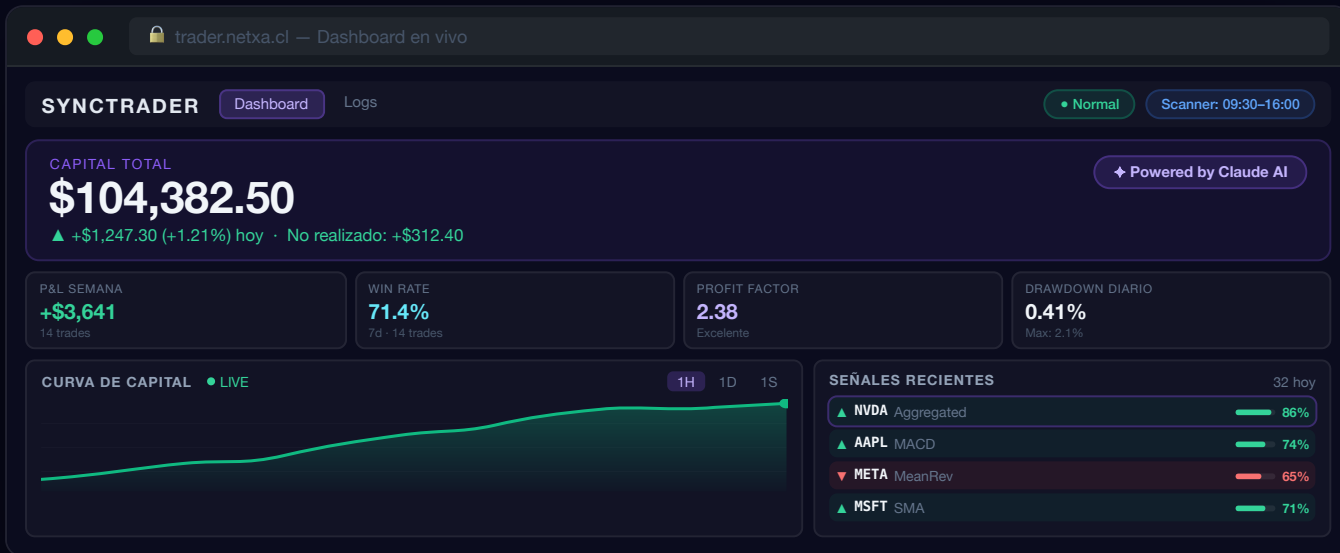 trader.netxa.cl — Dashboard en vivo
SYNCTRADER Dashboard Logs ● Normal Scanner: 09:30–16:00
CAPITAL TOTAL
✦ Powered by Claude AI
$104,382.50
▲ +$1,247.30 (+1.21%) hoy · No realizado: +$312.40
P&L SEMANA
+$3,641
14 trades
WIN RATE
71.4%
7d · 14 trades
PROFIT FACTOR
2.38
Excelente
DRAWDOWN DIARIO
0.41%
Max: 2.1%
CURVA DE CAPITAL ● LIVE 1H 1D 1S
SEÑALES RECIENTES 32 hoy
▲ NVDA Aggregated 86%
▲ AAPL MACD 74%
▼ META MeanRev 65%
▲ MSFT SMA 71%